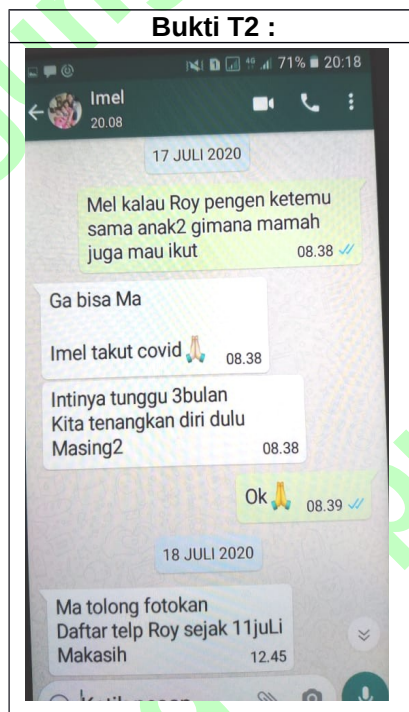 Bukti T2 :
4G 71% 20:18
Imel
20.08
17 JULI 2020
Mel kalau Roy pengen ketemu
sama anak2 gimana mamah
juga mau ikut 08.38
Ga bisa Ma
Imel takut covid🙏 08.38
Intinya tunggu 3bulan
Kita tenangkan diri dulu
Masing2 08.38
Ok🙏 08.39
18 JULI 2020
Ma tolong fotokan
Daftar telp Roy sejak 11juLi
Makasih 12.45